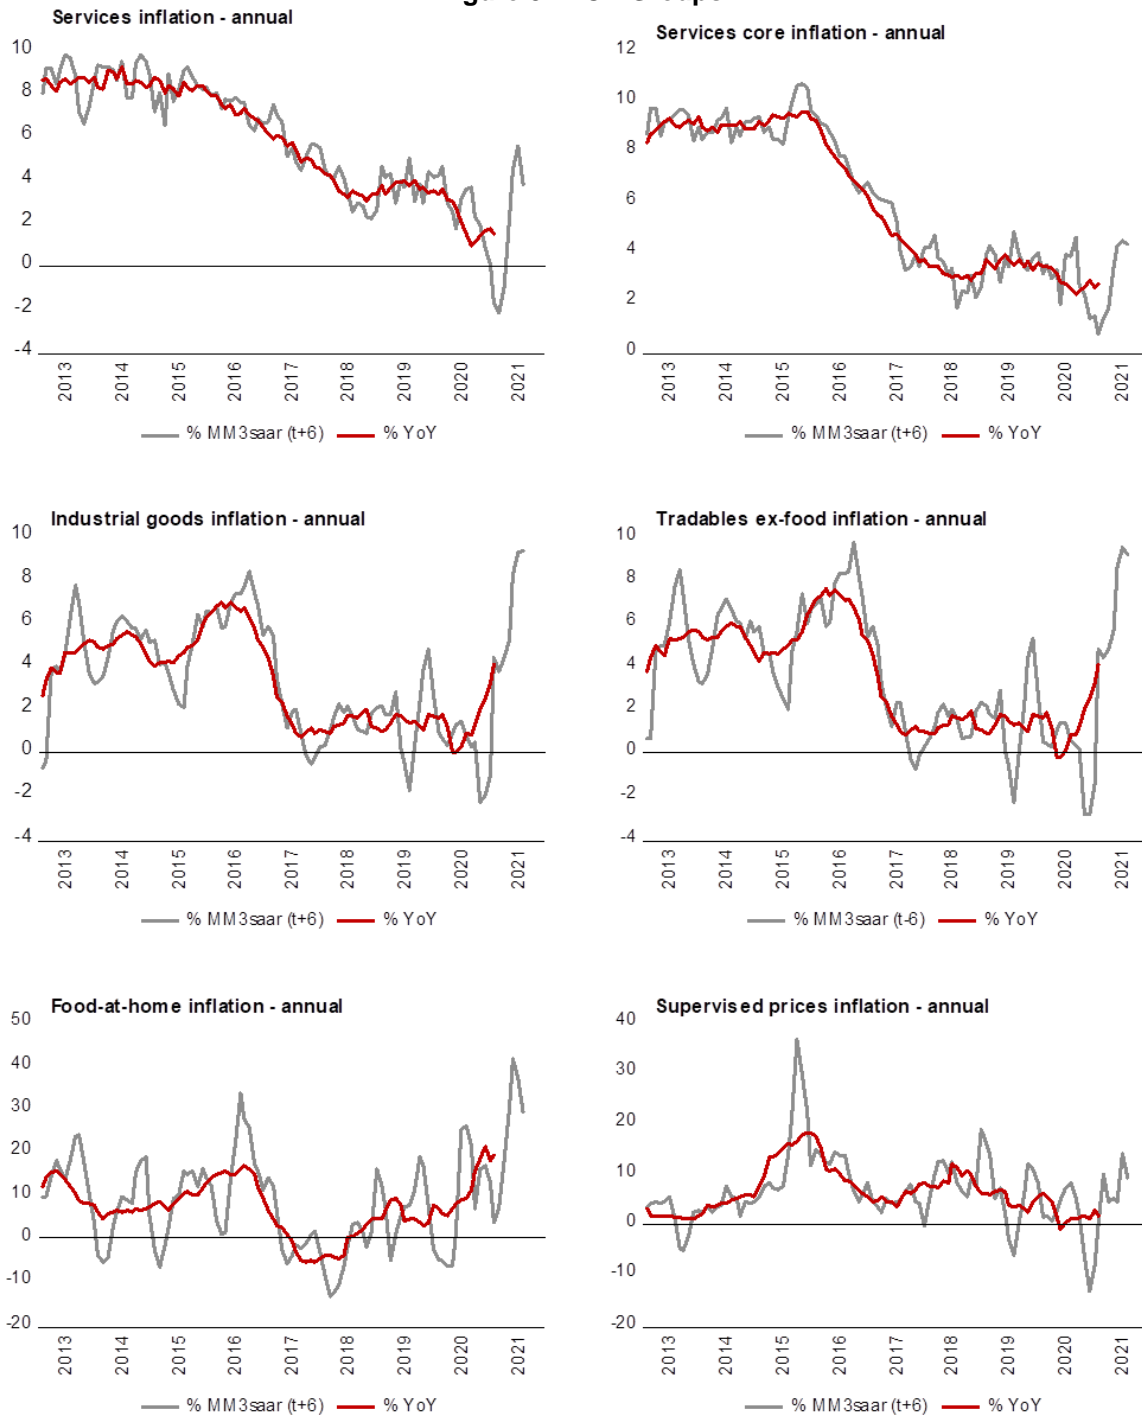 Services inflation - annual
10
8
6
4
2
0
-2
-4
2013 2014 2015 2016 2017 2018 2019 2020 2021
% MM3saar (t+6) % YoY
Services core inflation - annual
12
10
8
6
4
2
0
2013 2014 2015 2016 2017 2018 2019 2020 2021
% MM3saar (t+6) % YoY
Industrial goods inflation - annual
10
8
6
4
2
0
-2
-4
2013 2014 2015 2016 2017 2018 2019 2020 2021
% MM3saar (t+6) % YoY
Tradables ex-food inflation - annual
10
8
6
4
2
0
-2
-4
2013 2014 2015 2016 2017 2018 2019 2020 2021
% MM3saar (t-6) % YoY
Food-at-home inflation - annual
50
40
30
20
10
0
-10
-20
2013 2014 2015 2016 2017 2018 2019 2020 2021
% MM3saar (t+6) % YoY
Supervised prices inflation - annual
40
30
20
10
0
-10
-20
2013 2014 2015 2016 2017 2018 2019 2020 2021
% MM3saar (t+6) % YoY